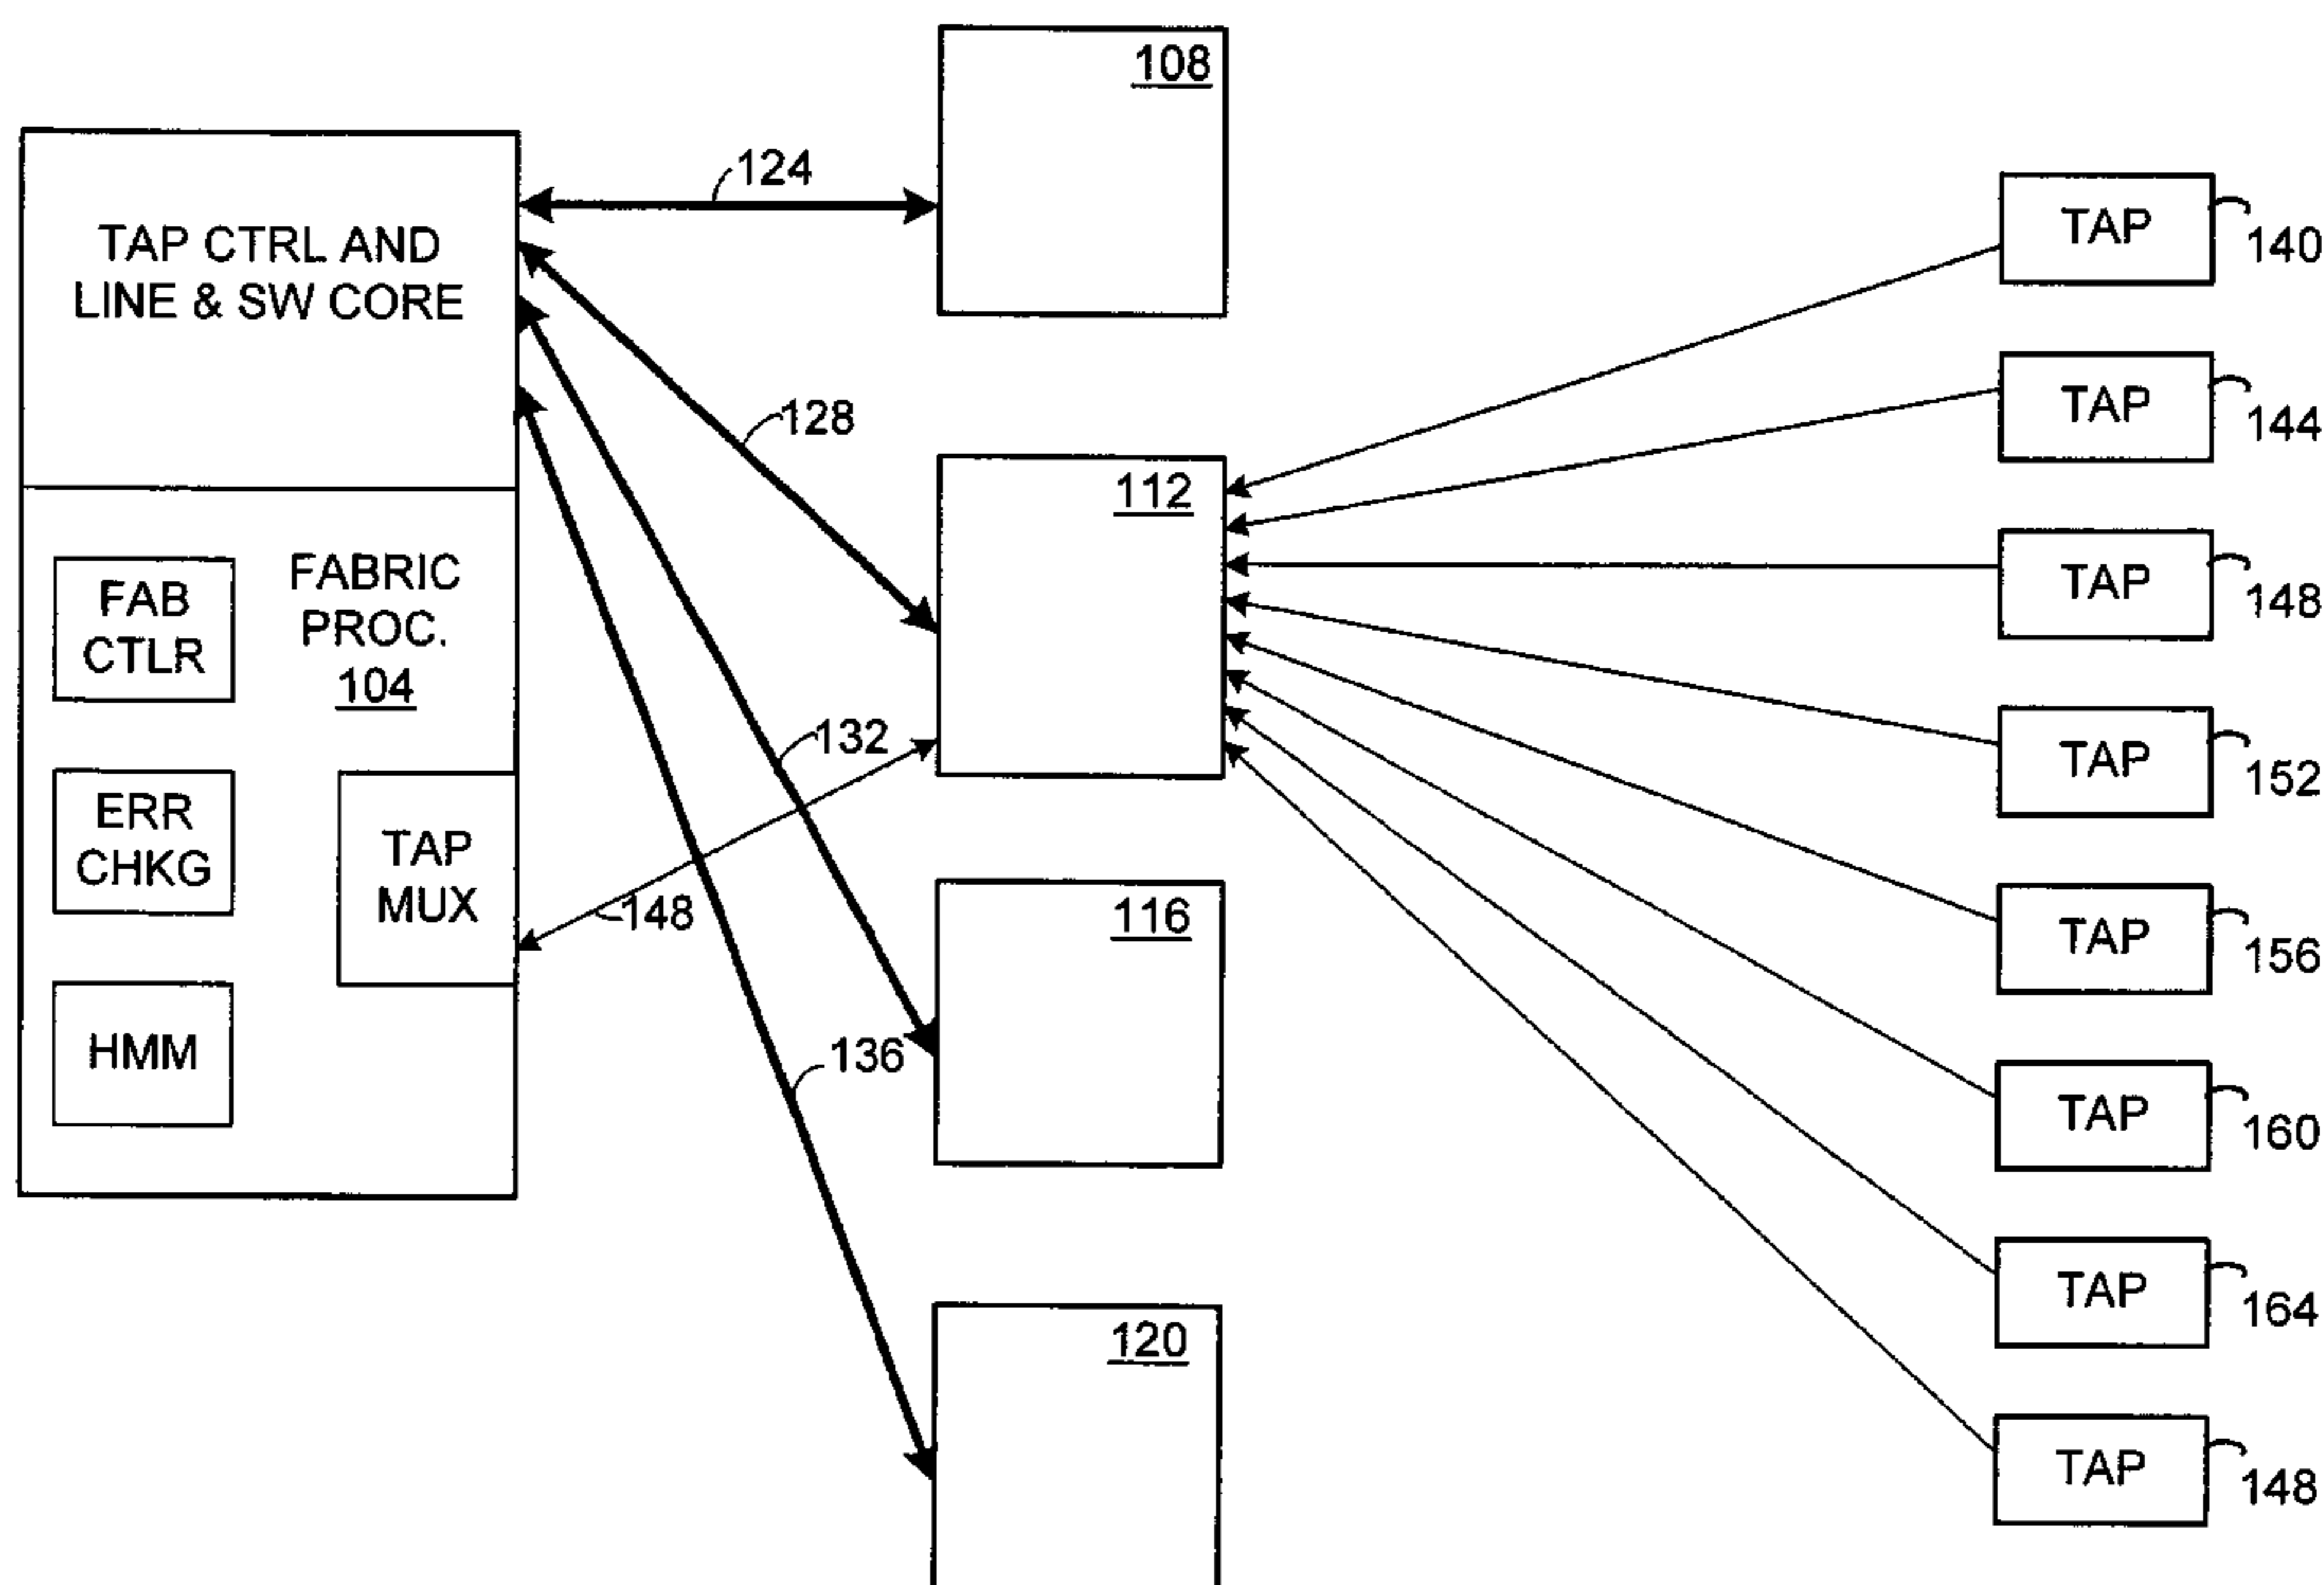 108
124
TAP CTRL AND
LINE & SW CORE
128
112
FABRIC
PROC.
104
FAB
CTLR
132
ERR
CHKG
TAP
MUX
148
116
HMM
136
120
TAP
140
TAP
144
TAP
148
TAP
152
TAP
156
TAP
160
TAP
164
TAP
148